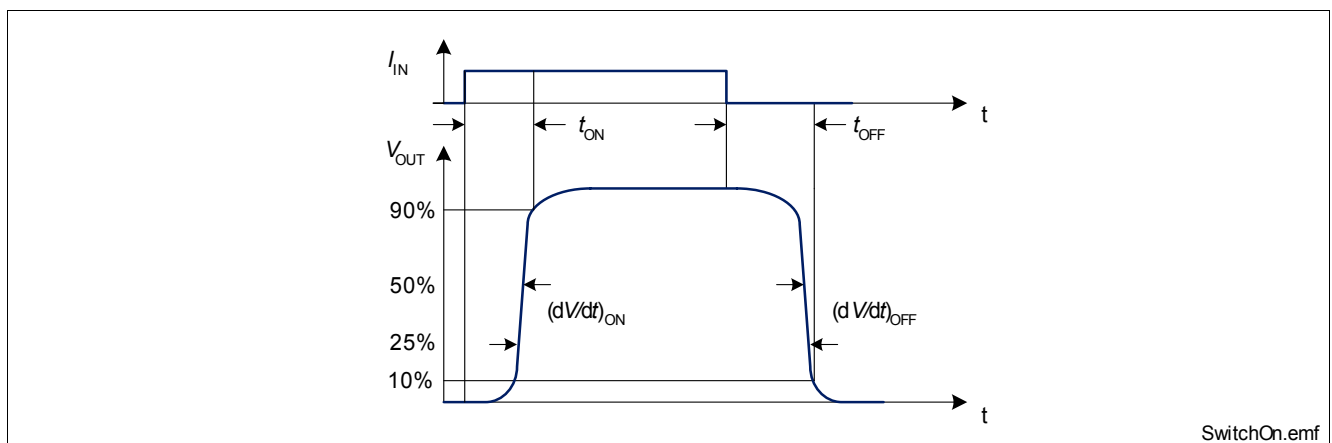 I_IN
t
t_ON
t_OFF
V_OUT
90%
50%
(dV/dt)_ON
(dV/dt)_OFF
25%
10%
t
SwitchOn.emf